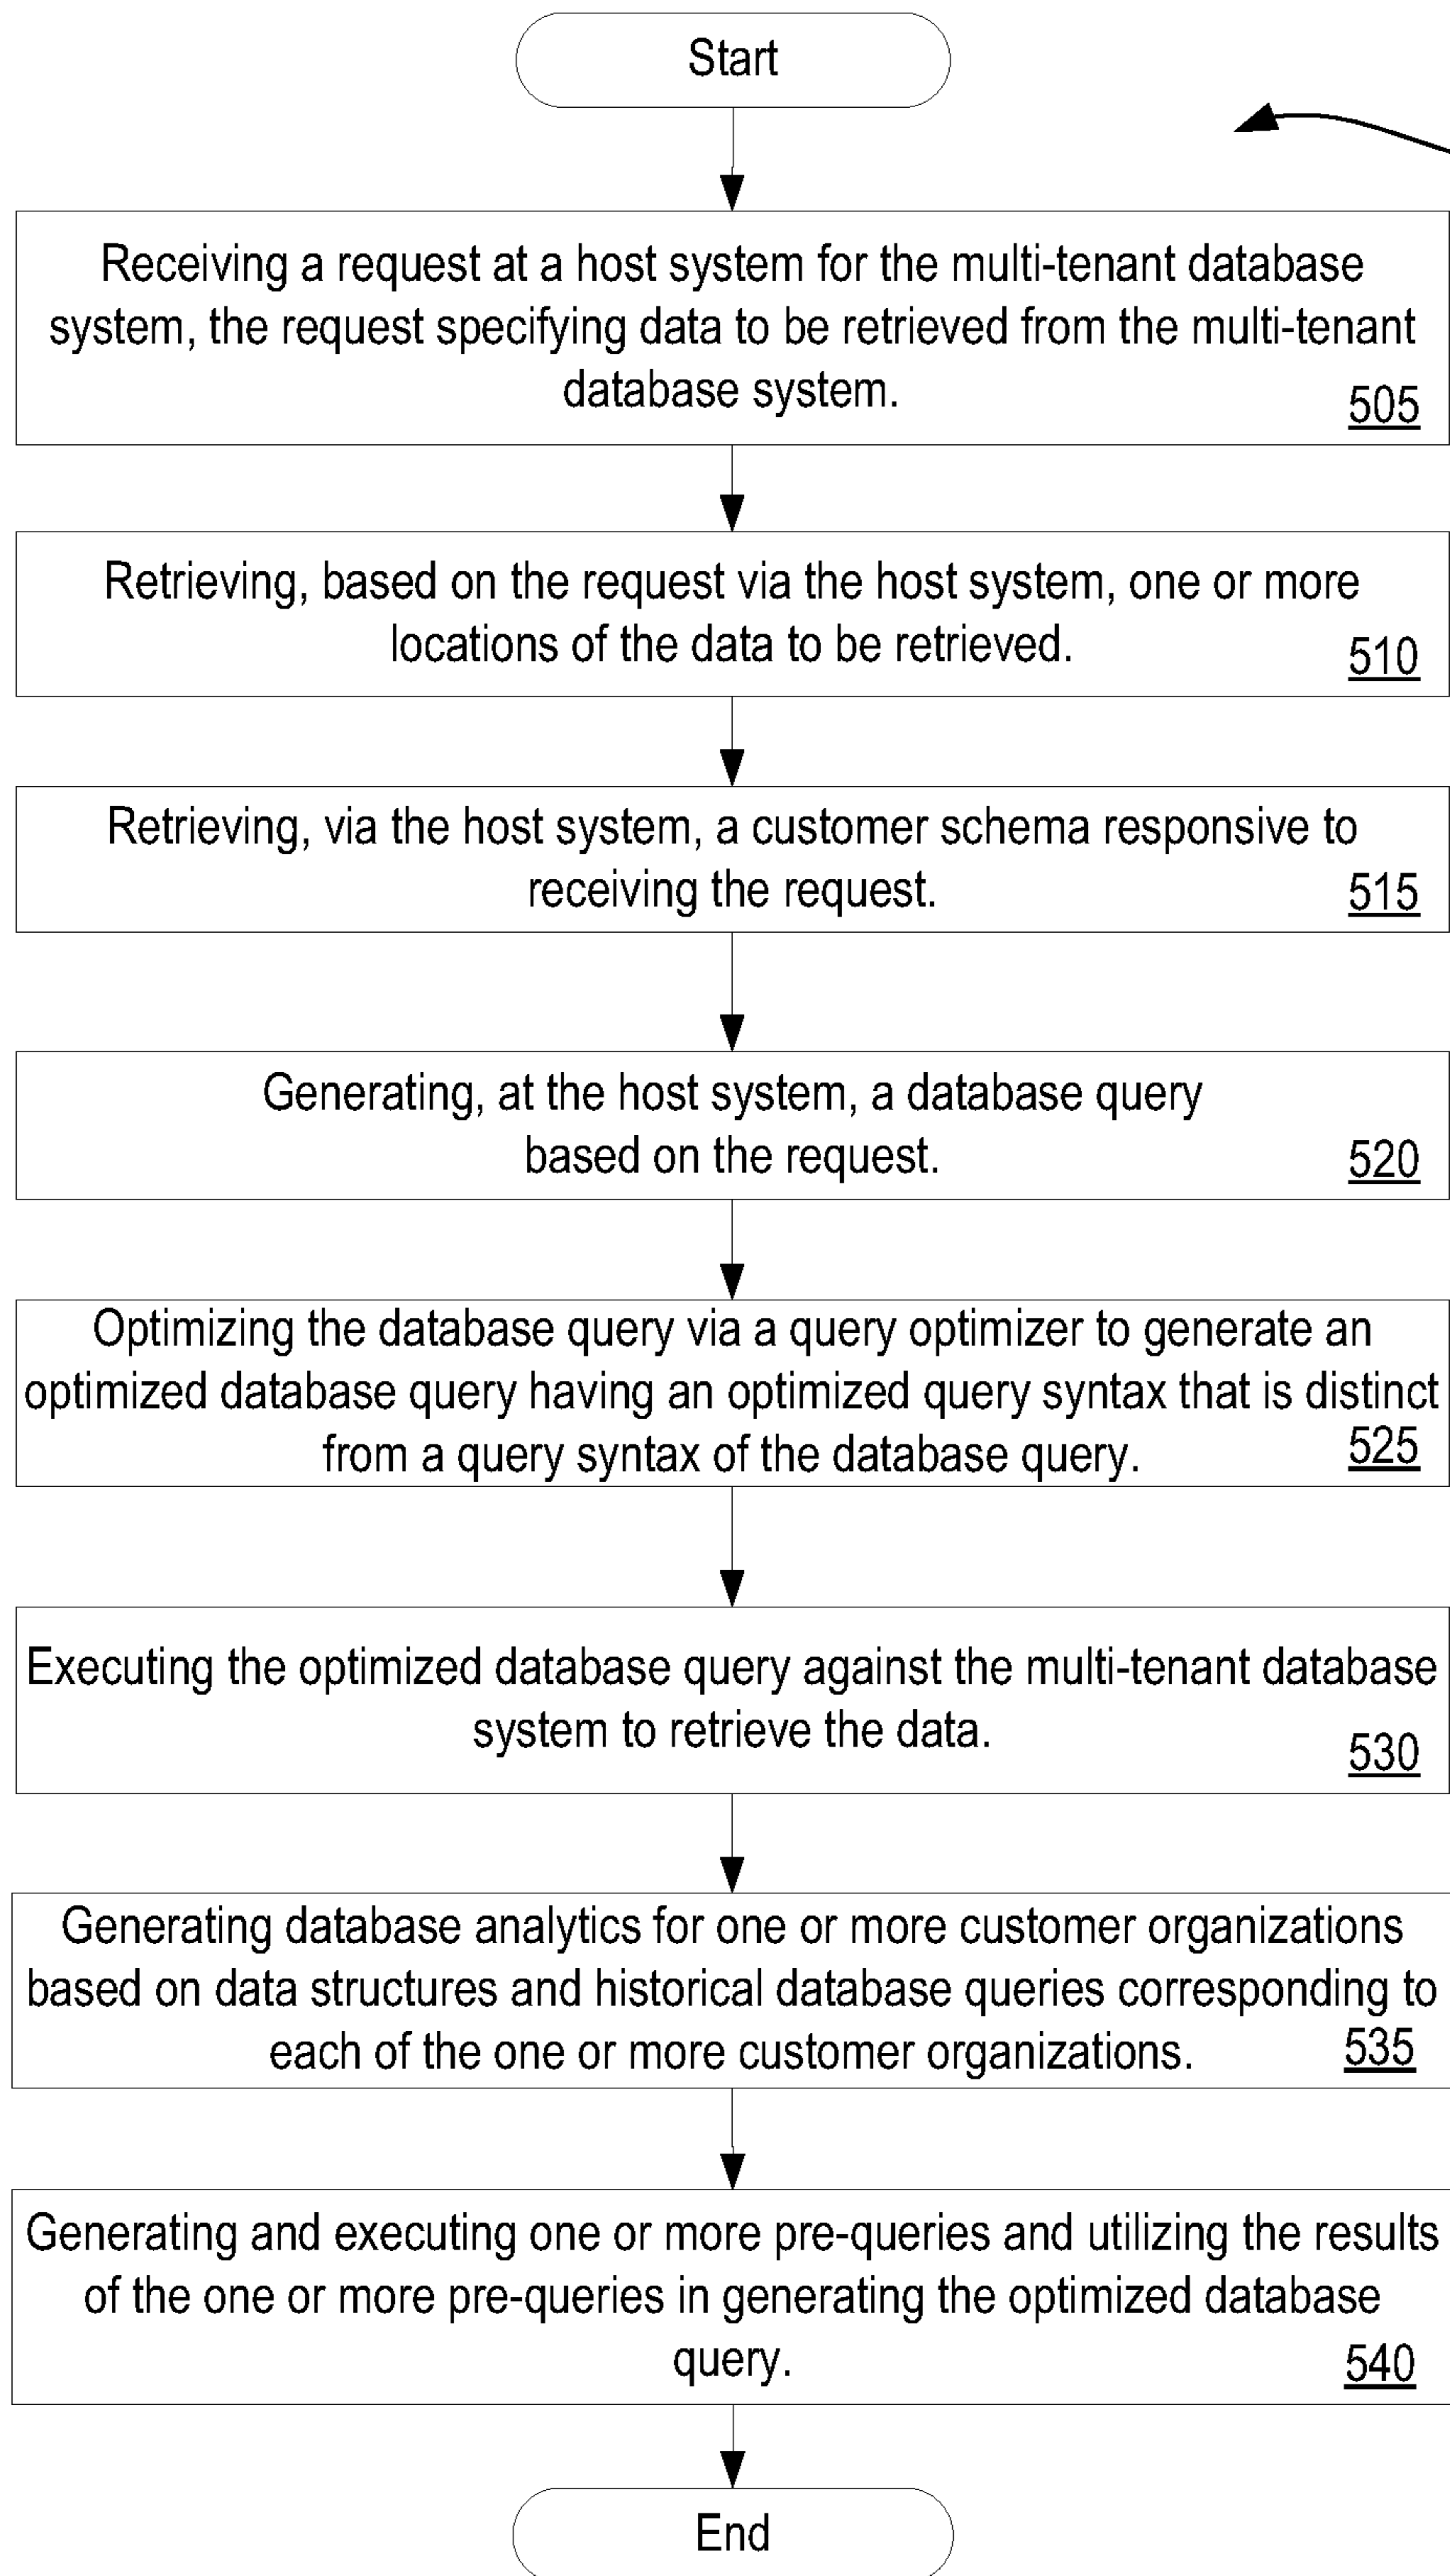 Start
Receiving a request at a host system for the multi-tenant database
system, the request specifying data to be retrieved from the multi-tenant
database system.
505
Retrieving, based on the request via the host system, one or more
locations of the data to be retrieved.
510
Retrieving, via the host system, a customer schema responsive to
receiving the request.
515
Generating, at the host system, a database query
based on the request.
520
Optimizing the database query via a query optimizer to generate an
optimized database query having an optimized query syntax that is distinct
from a query syntax of the database query.
525
Executing the optimized database query against the multi-tenant database
system to retrieve the data.
530
Generating database analytics for one or more customer organizations
based on data structures and historical database queries corresponding to
each of the one or more customer organizations.
535
Generating and executing one or more pre-queries and utilizing the results
of the one or more pre-queries in generating the optimized database
query.
540
End